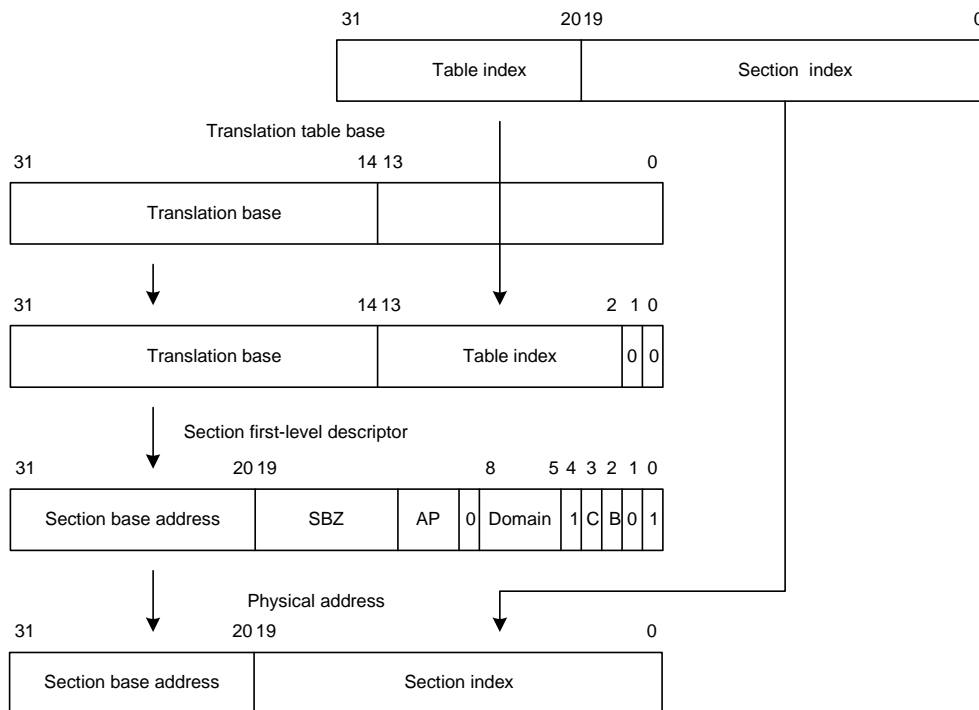 31 20 19 0
Table index Section index
Translation table base
31 14 13 0
Translation base
31 14 13 2 1 0
Translation base Table index 0 0
Section first-level descriptor
31 20 19 8 5 4 3 2 1 0
Section base address SBZ AP 0 Domain 1 C B 0 1
Physical address
31 20 19 0
Section base address Section index